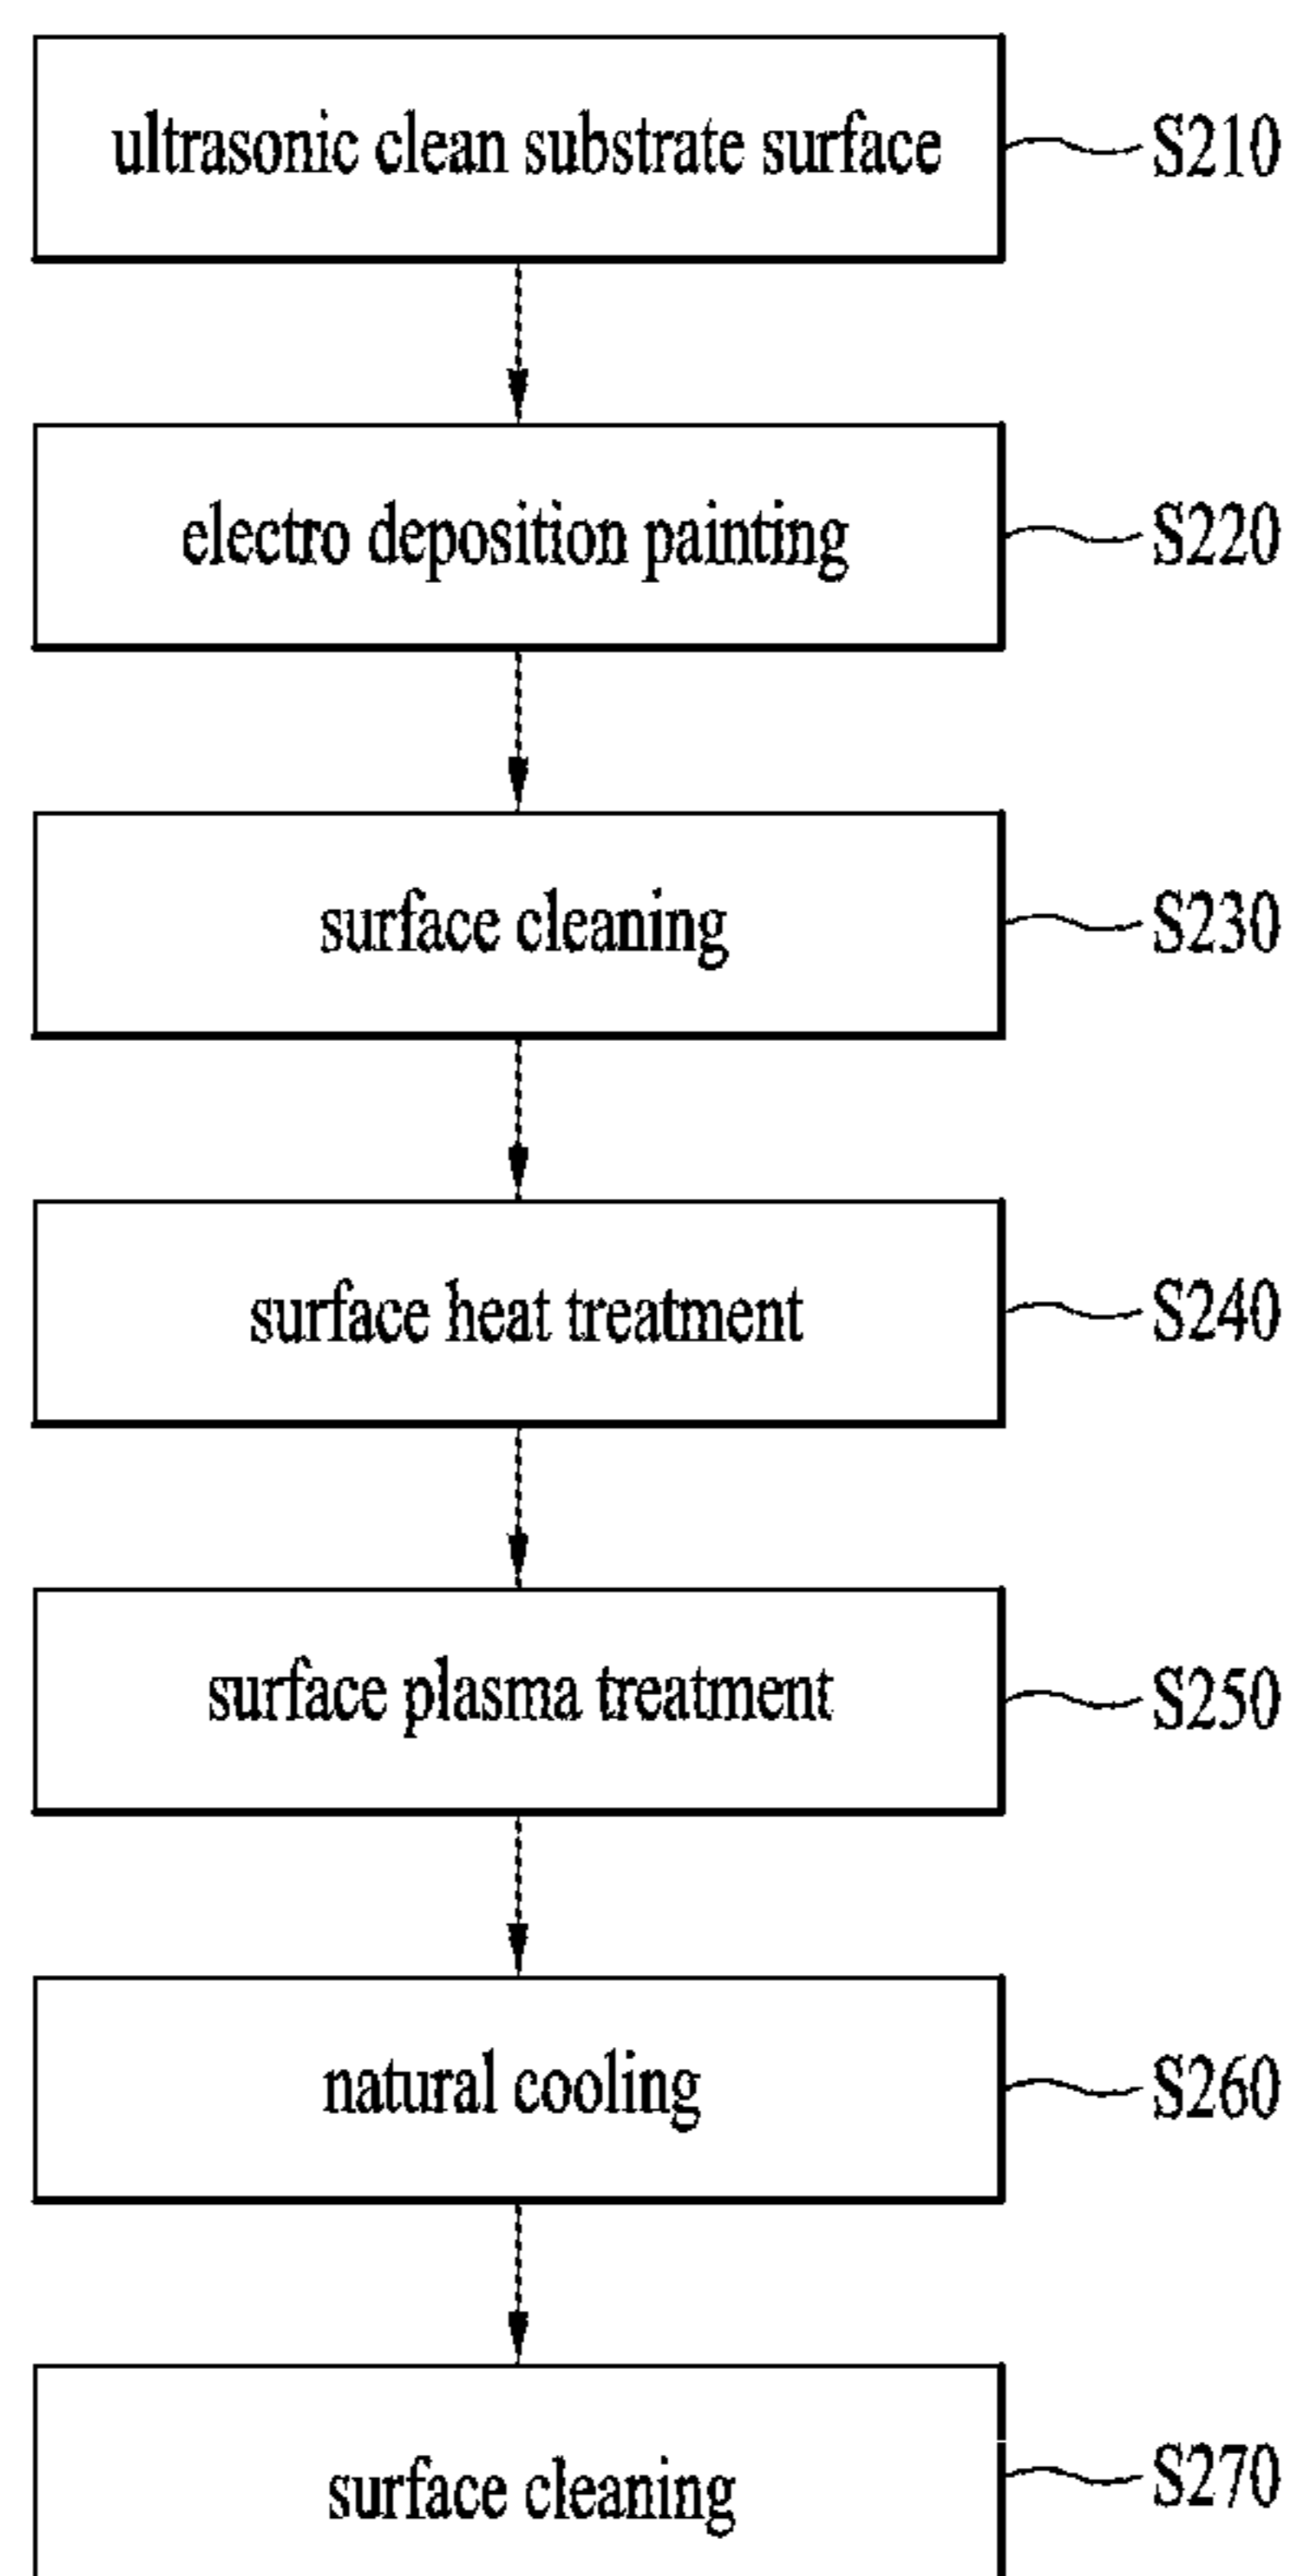 ultrasonic clean substrate surface S210
electro deposition painting S220
surface cleaning S230
surface heat treatment S240
surface plasma treatment S250
natural cooling S260
surface cleaning S270